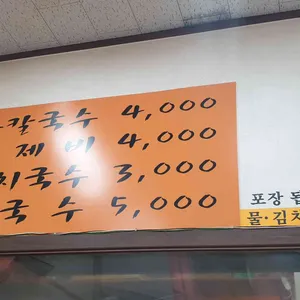 칼국수 4,000
제비 4,000
치국수 3,000
국수 5,000
포장 됩
물·김치